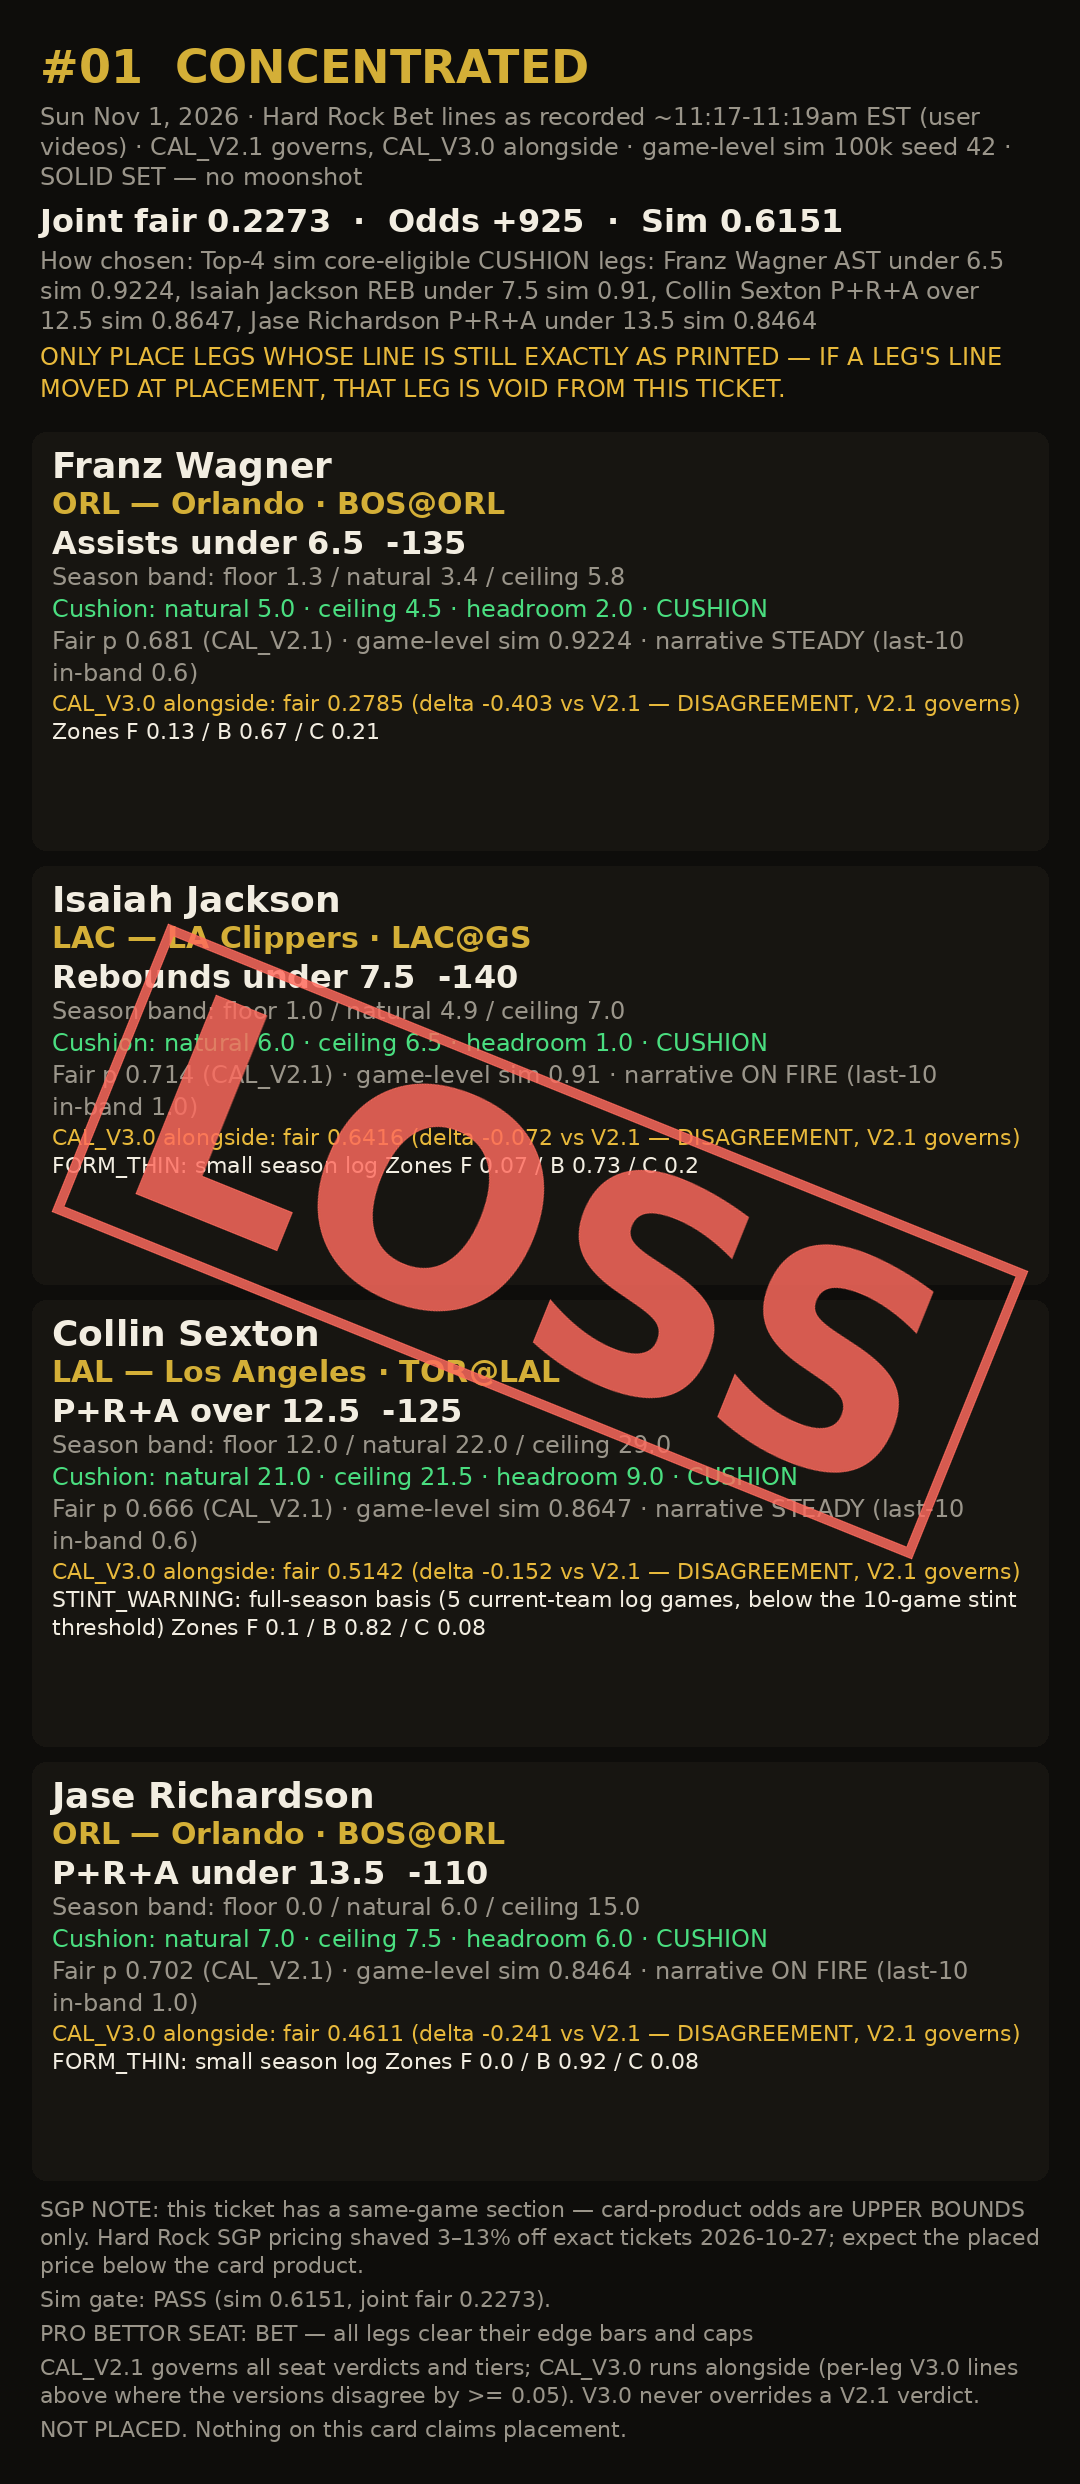 #01 CONCENTRATED
Sun Nov 1, 2026 · Hard Rock Bet lines as recorded ~11:17-11:19am EST (user
videos) · CAL_V2.1 governs, CAL_V3.0 alongside · game-level sim 100k seed 42 ·
SOLID SET — no moonshot
Joint fair 0.2273 · Odds +925 · Sim 0.6151
How chosen: Top-4 sim core-eligible CUSHION legs: Franz Wagner AST under 6.5
sim 0.9224, Isaiah Jackson REB under 7.5 sim 0.91, Collin Sexton P+R+A over
12.5 sim 0.8647, Jase Richardson P+R+A under 13.5 sim 0.8464
ONLY PLACE LEGS WHOSE LINE IS STILL EXACTLY AS PRINTED — IF A LEG'S LINE
MOVED AT PLACEMENT, THAT LEG IS VOID FROM THIS TICKET.
Franz Wagner
ORL — Orlando · BOS@ORL
Assists under 6.5 -135
Season band: floor 1.3 / natural 3.4 / ceiling 5.8
Cushion: natural 5.0 · ceiling 4.5 · headroom 2.0 · CUSHION
Fair p 0.681 (CAL_V2.1) · game-level sim 0.9224 · narrative STEADY (last-10
in-band 0.6)
CAL_V3.0 alongside: fair 0.2785 (delta -0.403 vs V2.1 — DISAGREEMENT, V2.1 governs)
Zones F 0.13 / B 0.67 / C 0.21
Isaiah Jackson
LAC — LA Clippers · LAC@GS
Rebounds under 7.5 -140
Season band: floor 1.0 / natural 4.9 / ceiling 7.0
Cushion: natural 6.0 · ceiling 6.5 · headroom 1.0 · CUSHION
Fair p 0.714 (CAL_V2.1) · game-level sim 0.91 · narrative ON FIRE (last-10
in-band 1.0)
CAL_V3.0 alongside: fair 0.6416 (delta -0.072 vs V2.1 — DISAGREEMENT, V2.1 governs)
FORM_THIN: small season log Zones F 0.07 / B 0.73 / C 0.2
LOSS
Collin Sexton
LAL — Los Angeles · TOR@LAL
P+R+A over 12.5 -125
Season band: floor 12.0 / natural 22.0 / ceiling 29.0
Cushion: natural 21.0 · ceiling 21.5 · headroom 9.0 · CUSHION
Fair p 0.666 (CAL_V2.1) · game-level sim 0.8647 · narrative STEADY (last-10
in-band 0.6)
CAL_V3.0 alongside: fair 0.5142 (delta -0.152 vs V2.1 — DISAGREEMENT, V2.1 governs)
STINT_WARNING: full-season basis (5 current-team log games, below the 10-game stint
threshold) Zones F 0.1 / B 0.82 / C 0.08
Jase Richardson
ORL — Orlando · BOS@ORL
P+R+A under 13.5 -110
Season band: floor 0.0 / natural 6.0 / ceiling 15.0
Cushion: natural 7.0 · ceiling 7.5 · headroom 6.0 · CUSHION
Fair p 0.702 (CAL_V2.1) · game-level sim 0.8464 · narrative ON FIRE (last-10
in-band 1.0)
CAL_V3.0 alongside: fair 0.4611 (delta -0.241 vs V2.1 — DISAGREEMENT, V2.1 governs)
FORM_THIN: small season log Zones F 0.0 / B 0.92 / C 0.08
SGP NOTE: this ticket has a same-game section — card-product odds are UPPER BOUNDS
only. Hard Rock SGP pricing shaved 3–13% off exact tickets 2026-10-27; expect the placed
price below the card product.
Sim gate: PASS (sim 0.6151, joint fair 0.2273).
PRO BETTOR SEAT: BET — all legs clear their edge bars and caps
CAL_V2.1 governs all seat verdicts and tiers; CAL_V3.0 runs alongside (per-leg V3.0 lines
above where the versions disagree by >= 0.05). V3.0 never overrides a V2.1 verdict.
NOT PLACED. Nothing on this card claims placement.